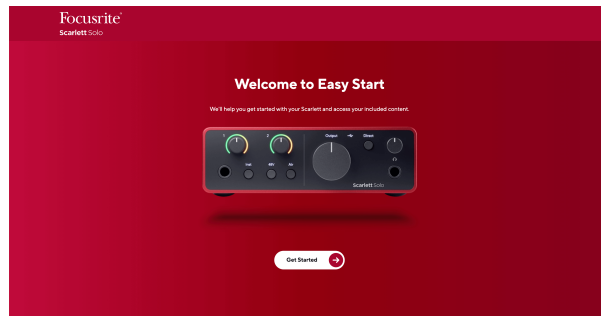 Focusrite®
Scarlett Solo
Welcome to Easy Start
We'll help you get started with your Scarlett and access your included content.
1 2 Output Direct
Inst 48V Air
Scarlett Solo
Get Started